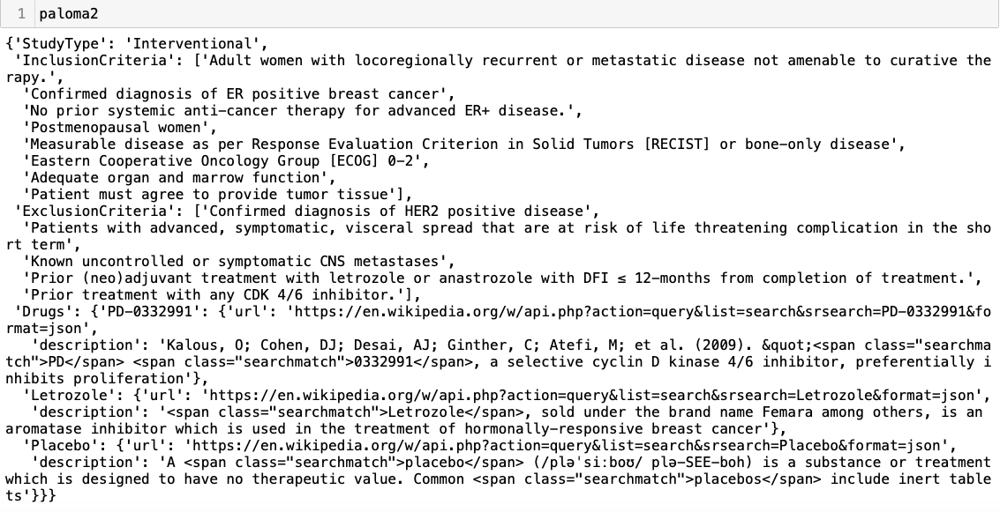 1 paloma2
{'StudyType': 'Interventional',
 'InclusionCriteria': ['Adult women with locoregionally recurrent or metastatic disease not amenable to curative the
rapy.',
  'Confirmed diagnosis of ER positive breast cancer',
  'No prior systemic anti-cancer therapy for advanced ER+ disease.',
  'Postmenopausal women',
  'Measurable disease as per Response Evaluation Criterion in Solid Tumors [RECIST] or bone-only disease',
  'Eastern Cooperative Oncology Group [ECOG] 0-2',
  'Adequate organ and marrow function',
  'Patient must agree to provide tumor tissue'],
 'ExclusionCriteria': ['Confirmed diagnosis of HER2 positive disease',
  'Patients with advanced, symptomatic, visceral spread that are at risk of life threatening complication in the sho
rt term',
  'Known uncontrolled or symptomatic CNS metastases',
  'Prior (neo)adjuvant treatment with letrozole or anastrozole with DFI ≤ 12-months from completion of treatment.',
  'Prior treatment with any CDK 4/6 inhibitor.'],
 'Drugs': {'PD-0332991': {'url': 'https://en.wikipedia.org/w/api.php?action=query&list=search&srsearch=PD-0332991&fo
rmat=json',
   'description': 'Kalous, O; Cohen, DJ; Desai, AJ; Ginther, C; Atefi, M; et al. (2009). &quot;<span class="searchma
tch">PD</span> <span class="searchmatch">0332991</span>, a selective cyclin D kinase 4/6 inhibitor, preferentially i
nhibits proliferation'},
  'Letrozole': {'url': 'https://en.wikipedia.org/w/api.php?action=query&list=search&srsearch=Letrozole&format=json',
   'description': '<span class="searchmatch">Letrozole</span>, sold under the brand name Femara among others, is an
aromatase inhibitor which is used in the treatment of hormonally-responsive breast cancer'},
  'Placebo': {'url': 'https://en.wikipedia.org/w/api.php?action=query&list=search&srsearch=Placebo&format=json',
   'description': 'A <span class="searchmatch">placebo</span> (/pləˈsiːboʊ/ plə-SEE-boh) is a substance or treatment
which is designed to have no therapeutic value. Common <span class="searchmatch">placebos</span> include inert table
ts'}}}